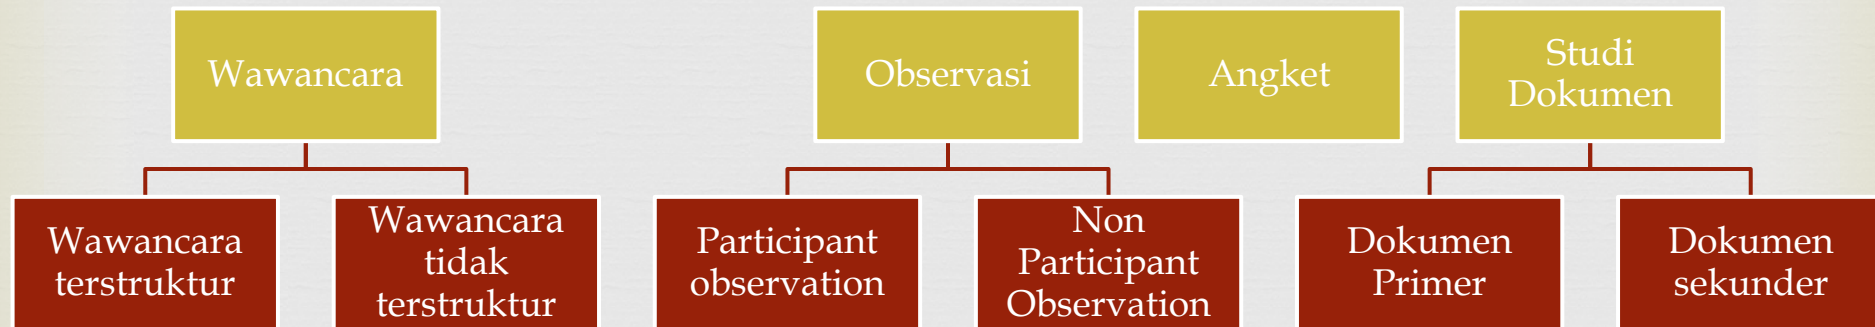 Wawancara
Observasi
Angket
Studi
Dokumen
Wawancara
terstruktur
Wawancara
tidak
terstruktur
Participant
observation
Non
Participant
Observation
Dokumen
Primer
Dokumen
sekunder